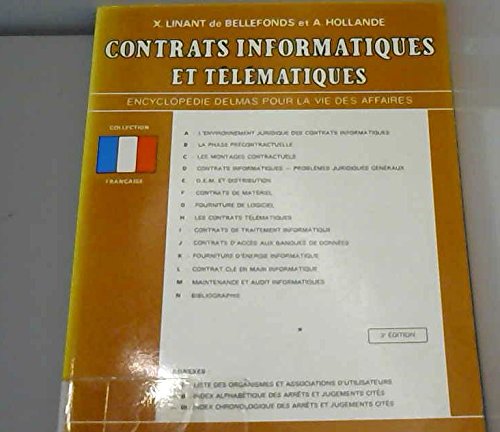 X. LINANT de BELLEFONDS et A. HOLLANDE
CONTRATS INFORMATIQUES
ET TÉLÉMATIQUES
ENCYCLOPÉDIE DELMAS POUR LA VIE DES AFFAIRES
COLLECTION
FRANÇAISE
A L'ENVIRONNEMENT JURIDIQUE DES CONTRATS INFORMATIQUES
B LA PHASE PRÉCONTRACTUELLE
C LES MONTAGES CONTRACTUELS
D CONTRATS INFORMATIQUES — PROBLÈMES JURIDIQUES GÉNÉRAUX
E O.E.M. ET DISTRIBUTION
F CONTRATS DE MATÉRIEL
G FOURNITURE DE LOGICIEL
H LES CONTRATS TÉLÉMATIQUES
I CONTRATS DE TRAITEMENT INFORMATIQUE
J CONTRATS D'ACCÈS AUX BANQUES DE DONNÉES
K FOURNITURE D'ÉNERGIE INFORMATIQUE
L CONTRAT CLÉ EN MAIN INFORMATIQUE
M MAINTENANCE ET AUDIT INFORMATIQUES
N BIBLIOGRAPHIE
2e ÉDITION
ANNEXES
I LISTE DES ORGANISMES ET ASSOCIATIONS D'UTILISATEURS
II INDEX ALPHABÉTIQUE DES ARRÊTS ET JUGEMENTS CITÉS
III INDEX CHRONOLOGIQUE DES ARRÊTS ET JUGEMENTS CITÉS